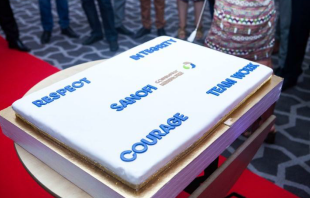 INTEGRITY
RESPECT
SANOFI
TEAM WORK
COURAGE